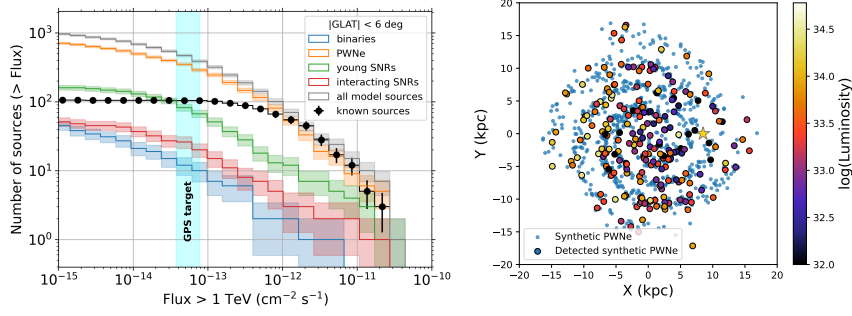 |GLAT| < 6 deg
binaries
PWNe
young SNRs
interacting SNRs
all model sources
known sources
GPS target
Number of sources (> Flux)
10³
10²
10¹
10⁰
10⁻¹⁵
10⁻¹⁴
10⁻¹³
10⁻¹²
10⁻¹¹
10⁻¹⁰
Flux > 1 TeV (cm⁻² s⁻¹)
Y (kpc)
20
15
10
5
0
−5
−10
−15
−20
Synthetic PWNe
Detected synthetic PWNe
−20
−15
−10
−5
0
5
10
15
20
X (kpc)
34.5
34.0
33.5
33.0
32.5
32.0
log(Luminosity)